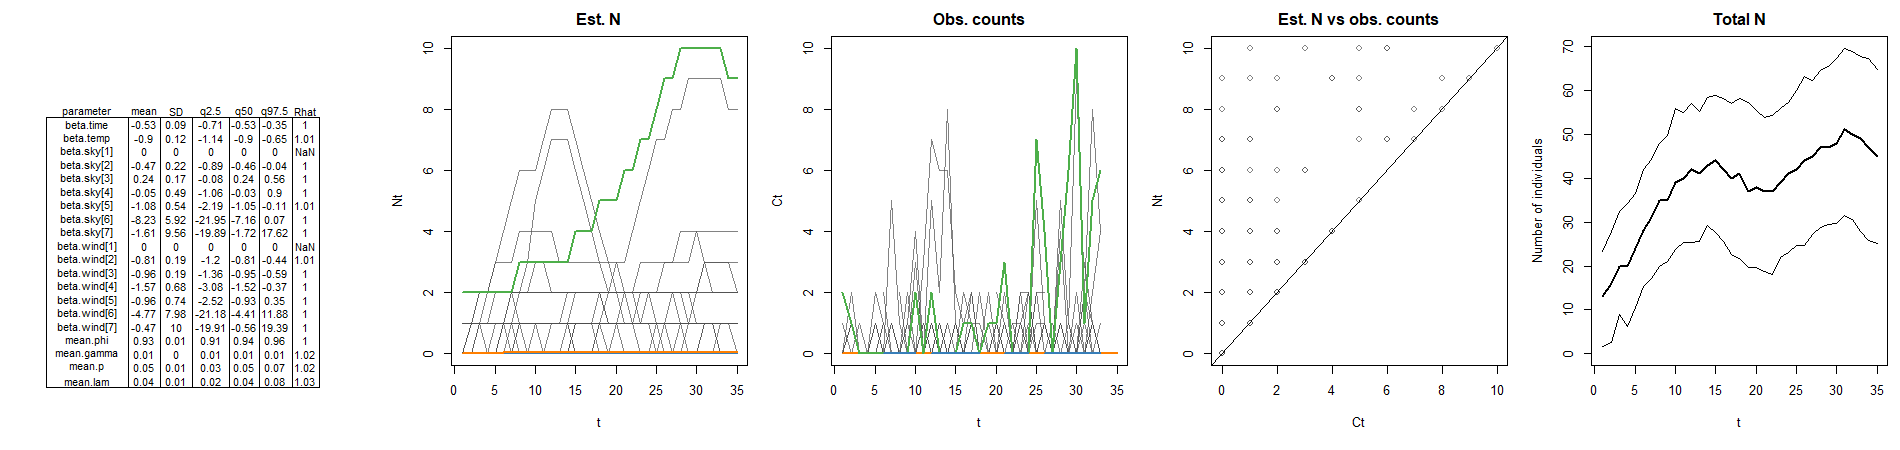 parameter mean SD q2.5 q50 q97.5 Rhat
beta.time −0.53 0.09 −0.71 −0.53 −0.35 1
beta.temp −0.9 0.12 −1.14 −0.9 −0.65 1.01
beta.sky[1] 0 0 0 0 0 NaN
beta.sky[2] −0.47 0.22 −0.89 −0.46 −0.04 1
beta.sky[3] 0.24 0.17 −0.08 0.24 0.56 1
beta.sky[4] −0.05 0.49 −1.06 −0.03 0.9 1
beta.sky[5] −1.08 0.54 −2.19 −1.05 −0.11 1.01
beta.sky[6] −8.23 5.92 −21.95 −7.16 0.07 1
beta.sky[7] −1.61 9.56 −19.89 −1.72 17.62 1
beta.wind[1] 0 0 0 0 0 NaN
beta.wind[2] −0.81 0.19 −1.2 −0.81 −0.44 1.01
beta.wind[3] −0.96 0.19 −1.36 −0.95 −0.59 1
beta.wind[4] −1.57 0.68 −3.08 −1.52 −0.37 1
beta.wind[5] −0.96 0.74 −2.52 −0.93 0.35 1
beta.wind[6] −4.77 7.98 −21.18 −4.41 11.88 1
beta.wind[7] −0.47 10 −19.91 −0.56 19.39 1
mean.phi 0.93 0.01 0.91 0.94 0.96 1
mean.gamma 0.01 0 0.01 0.01 0.01 1.02
mean.p 0.05 0.01 0.03 0.05 0.07 1.02
mean.lam 0.04 0.01 0.02 0.04 0.08 1.03
Est. N
Nt
10
8
6
4
2
0
0 5 10 15 20 25 30 35
t
Obs. counts
Ct
10
8
6
4
2
0
0 5 10 15 20 25 30 35
t
Est. N vs obs. counts
Nt
10
8
6
4
2
0
0 2 4 6 8 10
Ct
Total N
Number of individuals
70
60
50
40
30
20
10
0
0 5 10 15 20 25 30 35
t